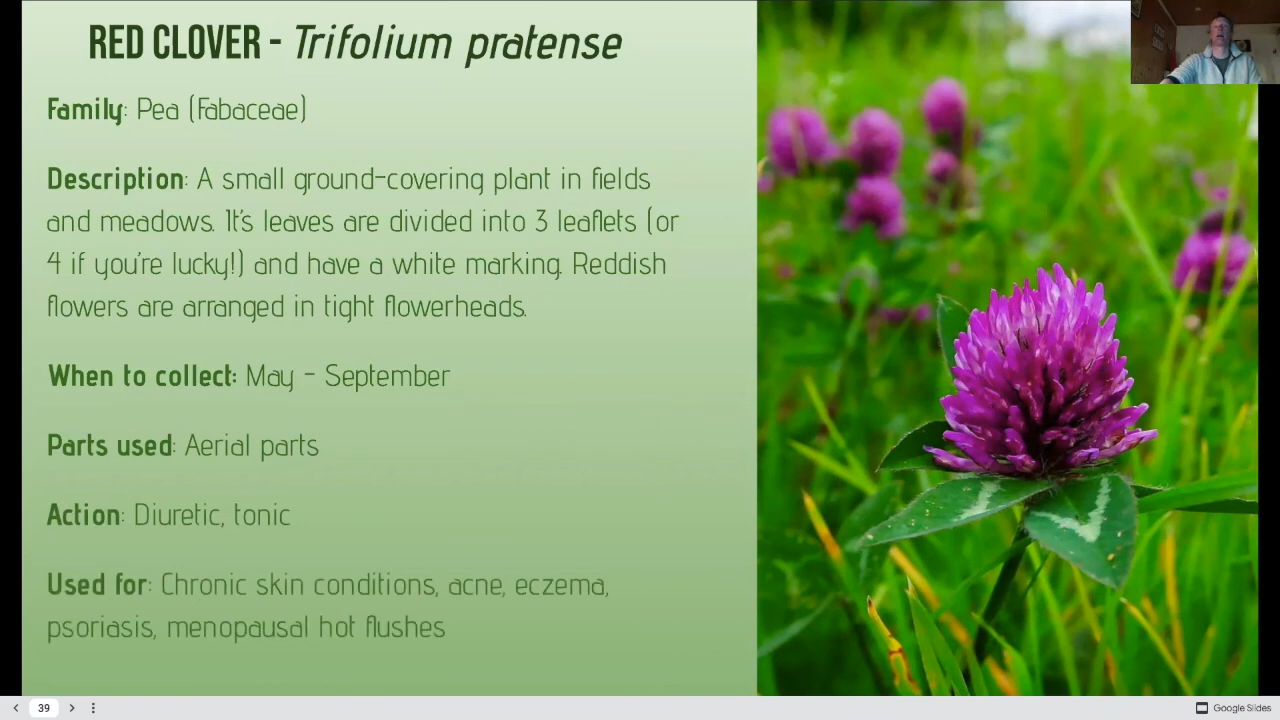 RED CLOVER - Trifolium pratense
Family: Pea (Fabaceae)
Description: A small ground-covering plant in fields
and meadows. It's leaves are divided into 3 leaflets (or
4 if you're lucky!) and have a white marking. Reddish
flowers are arranged in tight flowerheads.
When to collect: May - September
Parts used: Aerial parts
Action: Diuretic, tonic
Used for: Chronic skin conditions, acne, eczema,
psoriasis, menopausal hot flushes
39
Google Slides